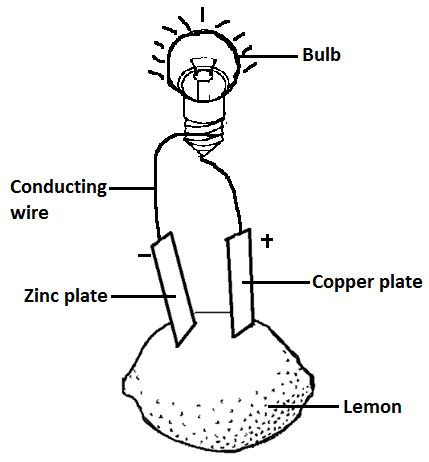 Bulb
Conducting
wire
–
+
Zinc plate
Copper plate
Lemon